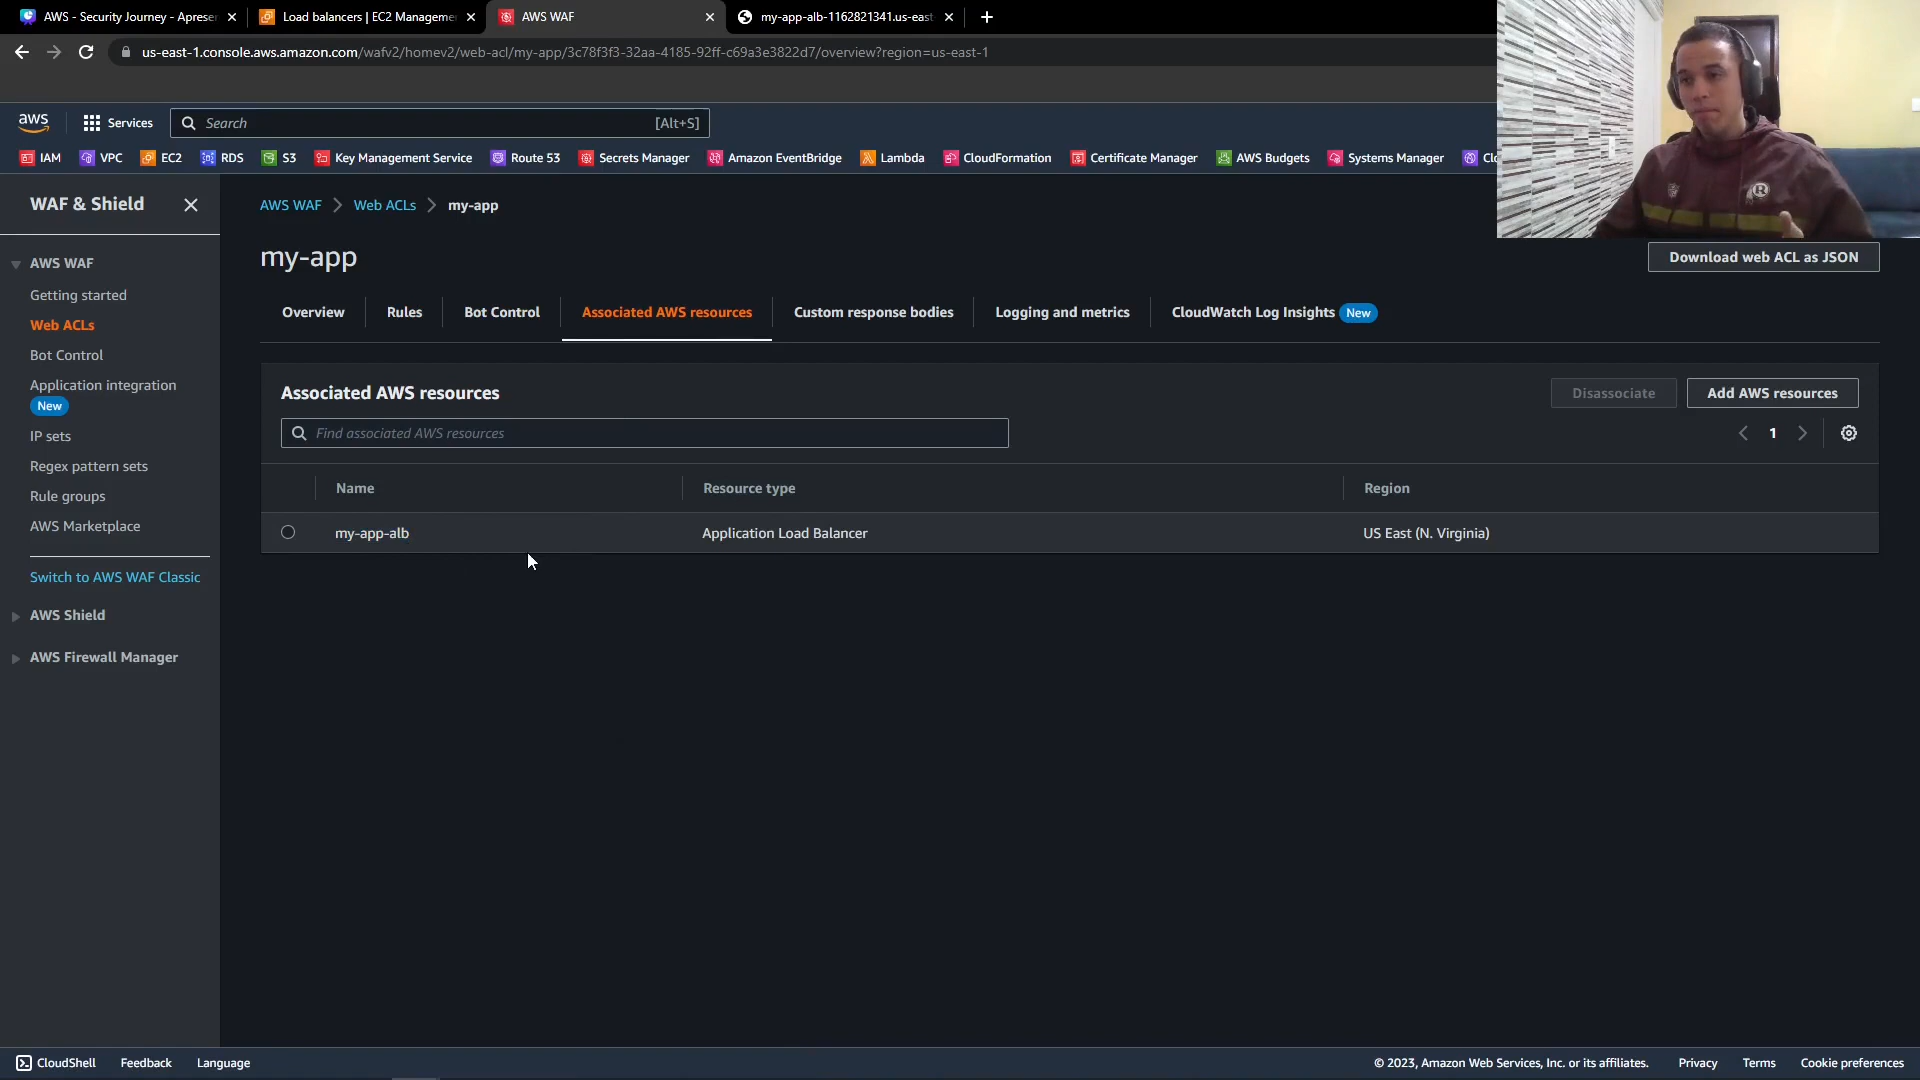 AWS - Security Journey - Aprese
Load balancers | EC2 Manageme
AWS WAF
my-app-alb-1162821341.us-east
us-east-1.console.aws.amazon.com/wafv2/homev2/web-acl/my-app/3c78f3f3-32aa-4185-92ff-c69a3e3822d7/overview?region=us-east-1
aws
Services
Search
[Alt+S]
IAM
VPC
EC2
RDS
S3
Key Management Service
Route 53
Secrets Manager
Amazon EventBridge
Lambda
CloudFormation
Certificate Manager
AWS Budgets
Systems Manager
WAF & Shield
AWS WAF
Getting started
Web ACLs
Bot Control
Application integration
New
IP sets
Regex pattern sets
Rule groups
AWS Marketplace
Switch to AWS WAF Classic
AWS Shield
AWS Firewall Manager
AWS WAF > Web ACLs > my-app
my-app
Download web ACL as JSON
Overview
Rules
Bot Control
Associated AWS resources
Custom response bodies
Logging and metrics
CloudWatch Log Insights New
Associated AWS resources
Disassociate
Add AWS resources
Find associated AWS resources
1
Name
Resource type
Region
my-app-alb
Application Load Balancer
US East (N. Virginia)
CloudShell
Feedback
Language
© 2023, Amazon Web Services, Inc. or its affiliates.
Privacy
Terms
Cookie preferences